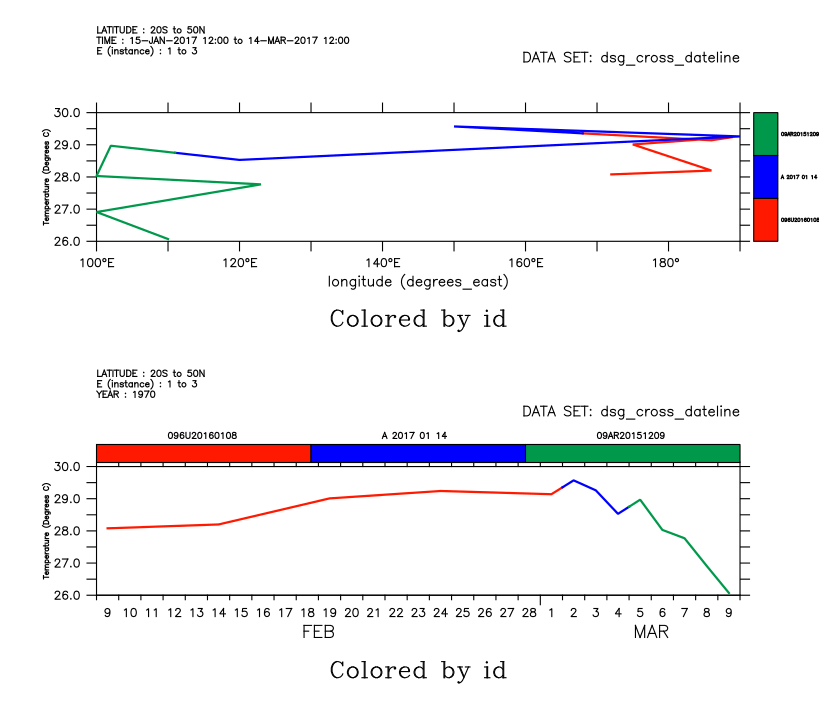 LATITUDE : 20S to 50N
TIME : 15-JAN-2017 12:00 to 14-MAR-2017 12:00
E (instance) : 1 to 3
DATA SET: dsg_cross_dateline
30.0
29.0
28.0
27.0
26.0
Temperature (Degrees C)
09AR20151209
A 2017 01 14
096U20160108
100°E 120°E 140°E 160°E 180°
longitude (degrees_east)
Colored by id
LATITUDE : 20S to 50N
E (instance) : 1 to 3
YEAR : 1970
DATA SET: dsg_cross_dateline
096U20160108 A 2017 01 14 09AR20151209
30.0
29.0
28.0
27.0
26.0
Temperature (Degrees C)
9 10 11 12 13 14 15 16 17 18 19 20 21 22 23 24 25 26 27 28 1 2 3 4 5 6 7 8 9
FEB MAR
Colored by id